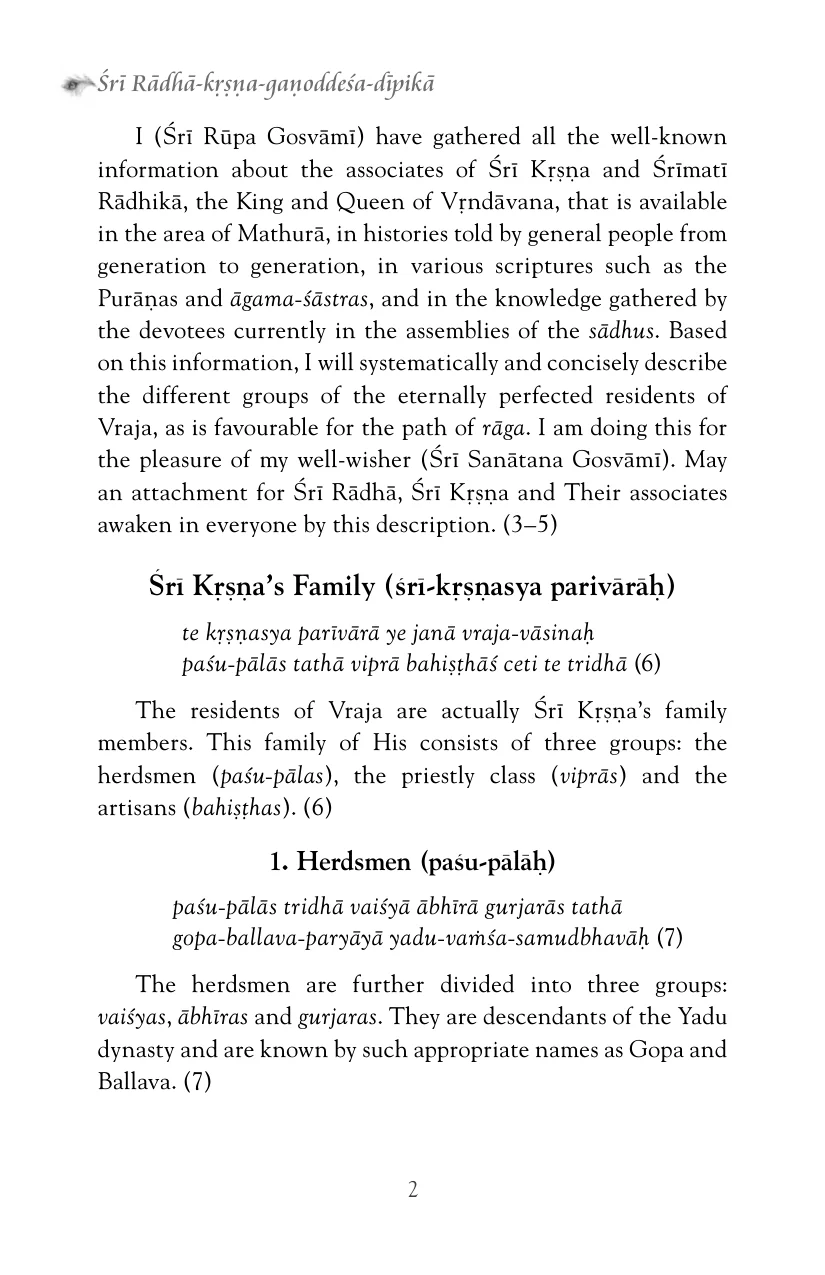 Śrī Rādhā-kṛṣṇa-gaṇoddeśa-dīpikā
I (Śrī Rūpa Gosvāmī) have gathered all the well-known
information about the associates of Śrī Kṛṣṇa and Śrīmatī
Rādhikā, the King and Queen of Vṛndāvana, that is available
in the area of Mathurā, in histories told by general people from
generation to generation, in various scriptures such as the
Purāṇas and āgama-śāstras, and in the knowledge gathered by
the devotees currently in the assemblies of the sādhus. Based
on this information, I will systematically and concisely describe
the different groups of the eternally perfected residents of
Vraja, as is favourable for the path of rāga. I am doing this for
the pleasure of my well-wisher (Śrī Sanātana Gosvāmī). May
an attachment for Śrī Rādhā, Śrī Kṛṣṇa and Their associates
awaken in everyone by this description. (3–5)
Śrī Kṛṣṇa’s Family (śrī-kṛṣṇasya parivārāḥ)
te kṛṣṇasya parīvārā ye janā vraja-vāsinaḥ
paśu-pālās tathā viprā bahiṣṭhāś ceti te tridhā (6)
The residents of Vraja are actually Śrī Kṛṣṇa’s family
members. This family of His consists of three groups: the
herdsmen (paśu-pālas), the priestly class (viprās) and the
artisans (bahiṣṭhas). (6)
1. Herdsmen (paśu-pālāḥ)
paśu-pālās tridhā vaiśyā ābhīrā gurjarās tathā
gopa-ballava-paryāyā yadu-vaṁśa-samudbhavāḥ (7)
The herdsmen are further divided into three groups:
vaiśyas, ābhīras and gurjaras. They are descendants of the Yadu
dynasty and are known by such appropriate names as Gopa and
Ballava. (7)
2